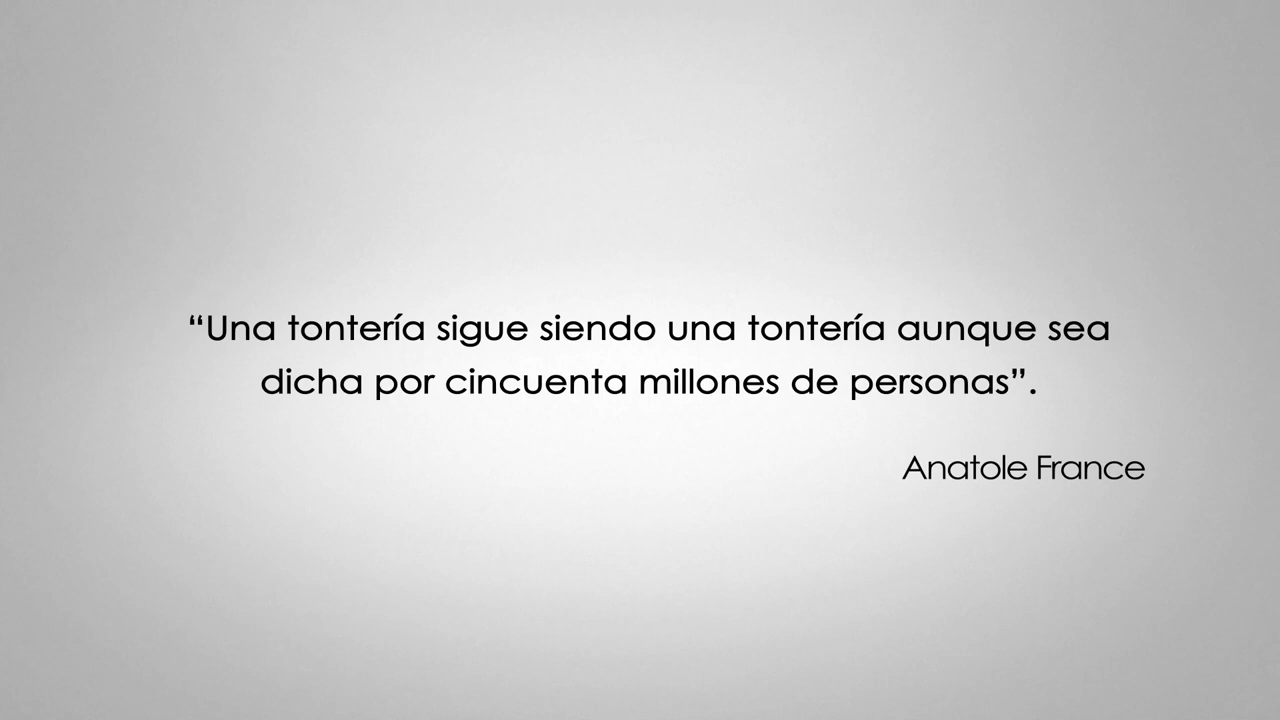 “Una tontería sigue siendo una tontería aunque sea
dicha por cincuenta millones de personas”.
Anatole France